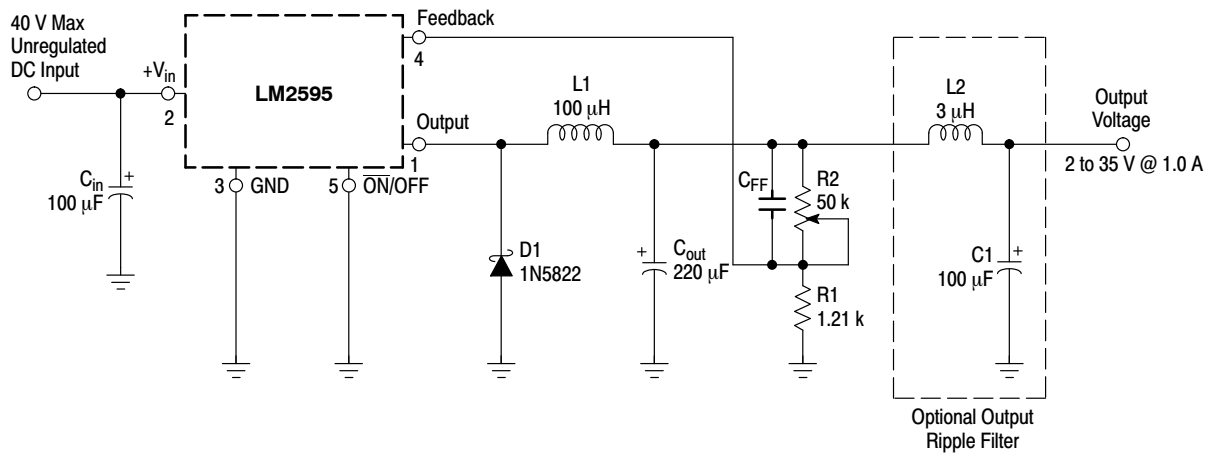 40 V Max
Unregulated
DC Input
+Vin
2
LM2595
Feedback
4
Output
1
3 GND
5 O̅N̅/OFF
Cin
100 μF
+
L1
100 μH
D1
1N5822
+
Cout
220 μF
CFF
R2
50 k
R1
1.21 k
L2
3 μH
+
C1
100 μF
Output
Voltage
2 to 35 V @ 1.0 A
Optional Output
Ripple Filter